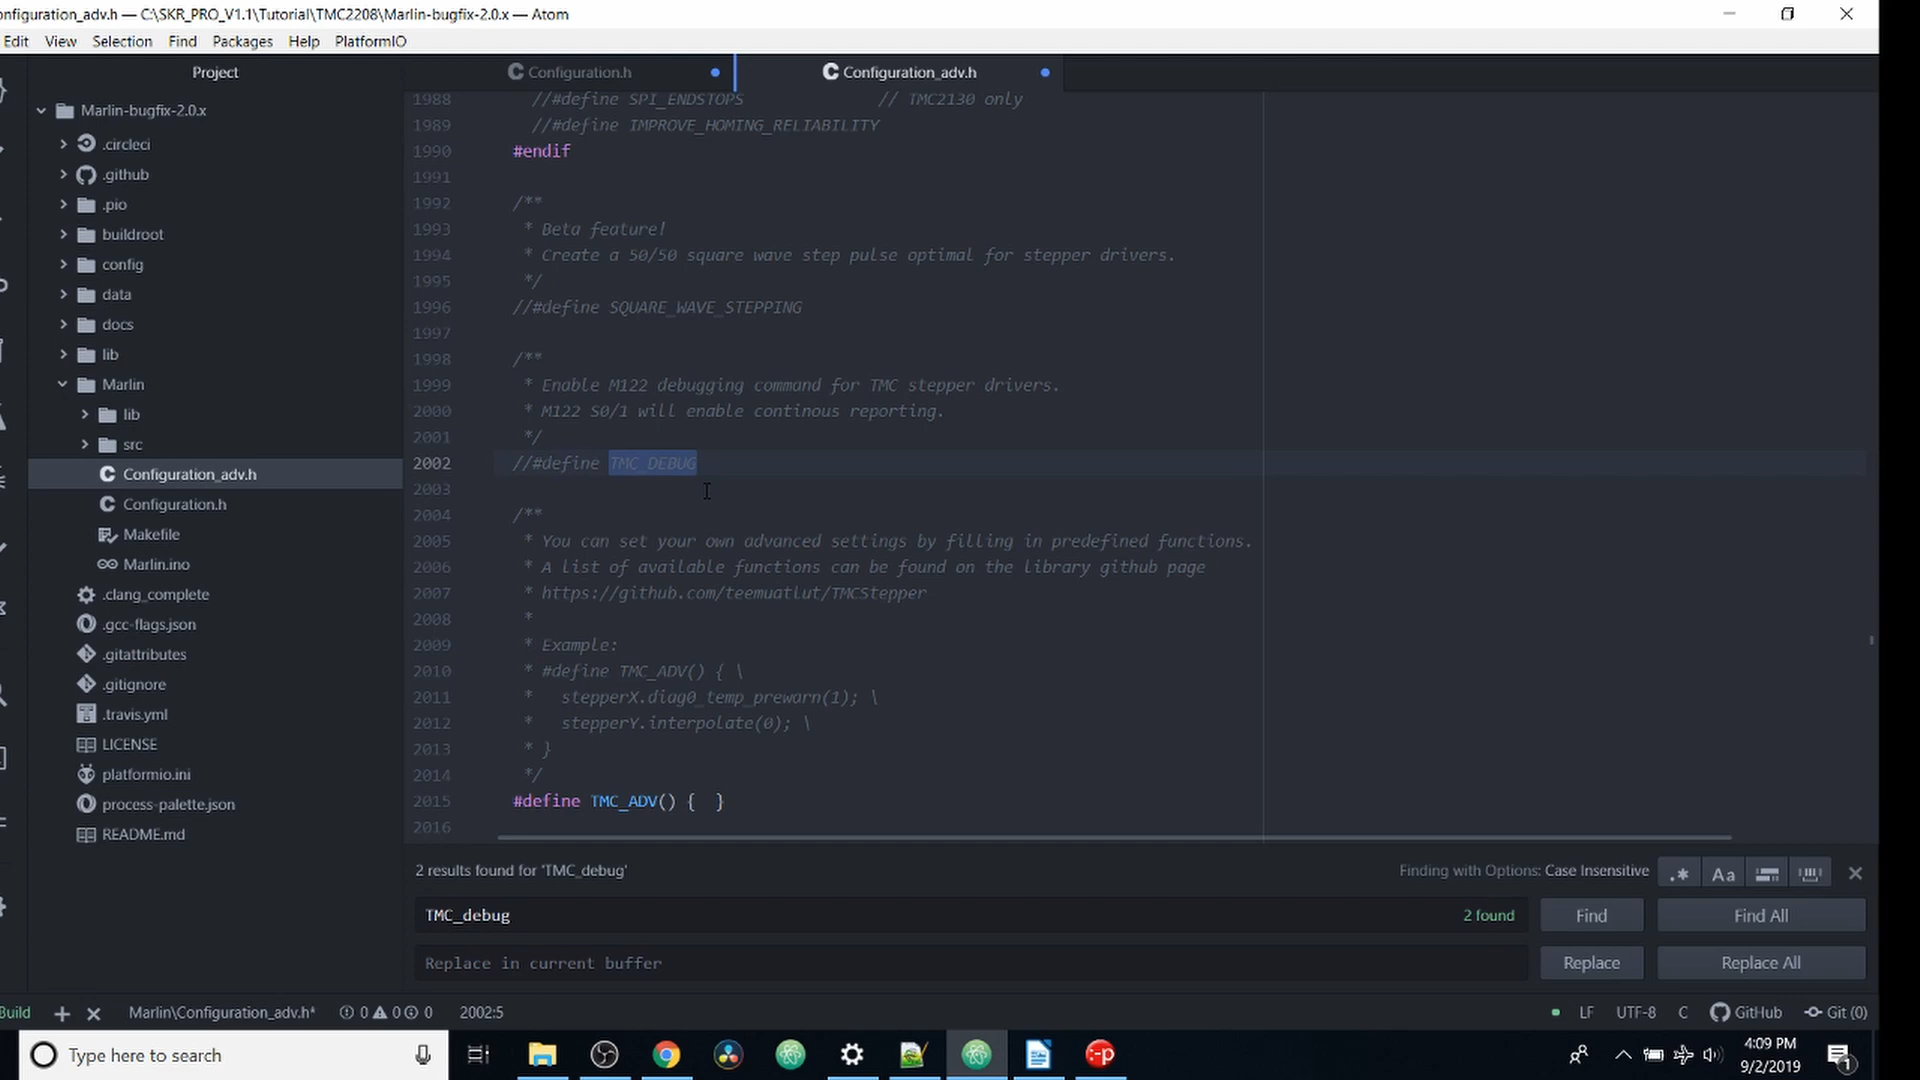 onfiguration_adv.h — C:\SKR_PRO_V1.1\Tutorial\TMC2208\Marlin-bugfix-2.0.x — Atom
Edit View Selection Find Packages Help PlatformIO
Project
Configuration.h
Configuration_adv.h
Marlin-bugfix-2.0.x
.circleci
.github
.pio
buildroot
config
data
docs
lib
Marlin
lib
src
Configuration_adv.h
Configuration.h
Makefile
Marlin.ino
.clang_complete
.gcc-flags.json
.gitattributes
.gitignore
.travis.yml
LICENSE
platformio.ini
process-palette.json
README.md
1988 //#define SPI_ENDSTOPS // TMC2130 only
1989 //#define IMPROVE_HOMING_RELIABILITY
1990 #endif
1991
1992 /**
1993 * Beta feature!
1994 * Create a 50/50 square wave step pulse optimal for stepper drivers.
1995 */
1996 //#define SQUARE_WAVE_STEPPING
1997
1998 /**
1999 * Enable M122 debugging command for TMC stepper drivers.
2000 * M122 S0/1 will enable continous reporting.
2001 */
2002 //#define TMC_DEBUG
2003
2004 /**
2005 * You can set your own advanced settings by filling in predefined functions.
2006 * A list of available functions can be found on the library github page
2007 * https://github.com/teemuatlut/TMCStepper
2008 *
2009 * Example:
2010 * #define TMC_ADV() { \
2011 * stepperX.diag0_temp_prewarn(1); \
2012 * stepperY.interpolate(0); \
2013 * }
2014 */
2015 #define TMC_ADV() { }
2016
2 results found for 'TMC_debug'
Finding with Options: Case Insensitive
.* Aa
TMC_debug
2 found
Find
Find All
Replace in current buffer
Replace
Replace All
Build
Marlin\Configuration_adv.h* 0 0 0 2002:5
LF UTF-8 C GitHub Git (0)
Type here to search
4:09 PM
9/2/2019
1